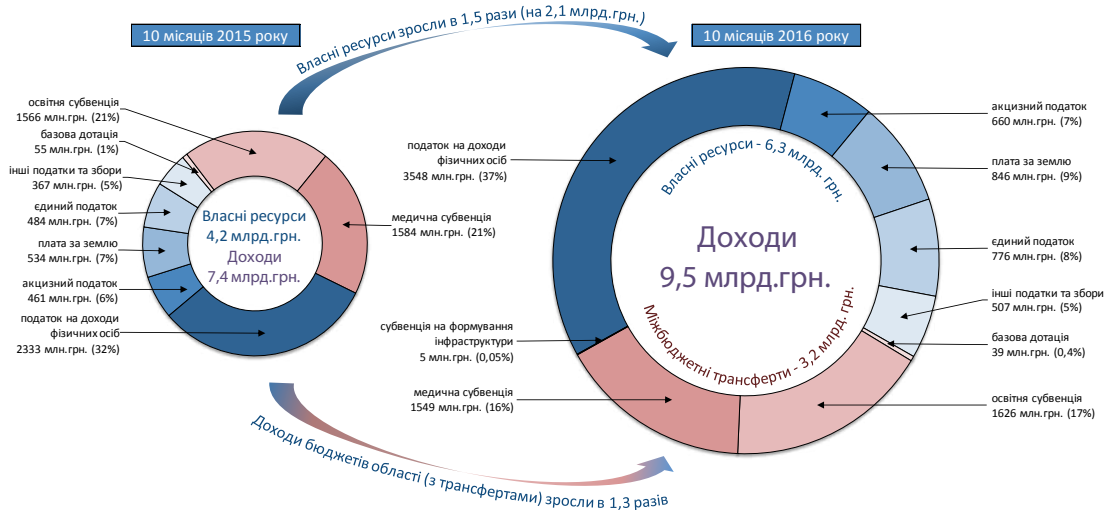 Власні ресурси зросли в 1,5 рази (на 2,1 млрд.грн.)
10 місяців 2015 року
10 місяців 2016 року
освітня субвенція
1566 млн.грн. (21%)
базова дотація
55 млн.грн. (1%)
інші податки та збори
367 млн.грн. (5%)
єдиний податок
484 млн.грн. (7%)
плата за землю
534 млн.грн. (7%)
акцизний податок
461 млн.грн. (6%)
податок на доходи
фізичних осіб
2333 млн.грн. (32%)
медична субвенція
1584 млн.грн. (21%)
Власні ресурси
4,2 млрд.грн.
Доходи
7,4 млрд.грн.
податок на доходи
фізичних осіб
3548 млн.грн. (37%)
субвенція на формування
інфраструктури
5 млн.грн. (0,05%)
медична субвенція
1549 млн.грн. (16%)
Власні ресурси - 6,3 млрд. грн.
Доходи
9,5 млрд.грн.
Міжбюджетні трансферти - 3,2 млрд. грн.
акцизний податок
660 млн.грн. (7%)
плата за землю
846 млн.грн. (9%)
єдиний податок
776 млн.грн. (8%)
інші податки та збори
507 млн.грн. (5%)
базова дотація
39 млн.грн. (0,4%)
освітня субвенція
1626 млн.грн. (17%)
Доходи бюджетів області (з трансфертами) зросли в 1,3 разів